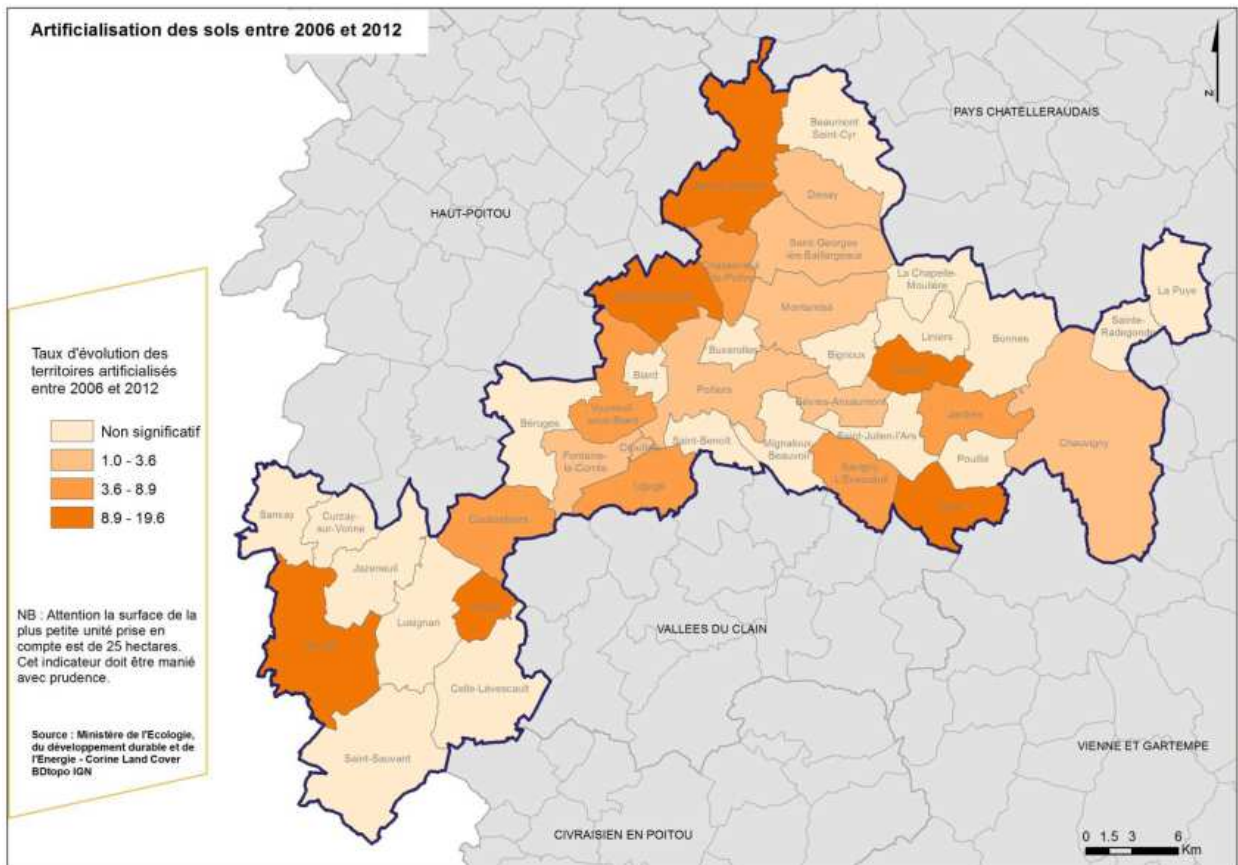 Artificialisation des sols entre 2006 et 2012
N
PAYS CHATELLERAUDAIS
HAUT-POITOU
VALLEES DU CLAIN
VIENNE ET GARTEMPE
CIVRAISIEN EN POITOU
Beaumont
Saint-Cyr
Dissay
Saint-Georges
-lès-Baillargeaux
Chasseneuil
-du-Poitou
Montamisé
La Chapelle-
Moulière
La Puye
Sainte-
Radegonde
Liniers
Bonnes
Buxerolles
Bignoux
Biard
Poitiers
Sèvres-Anxaumont
Jardres
Vouneuil
-sous-Biard
Béruges
Saint-Benoît
Mignaloux-
Beauvoir
Saint-Julien-l'Ars
Pouillé
Chauvigny
Fontaine-
le-Comte
Croutelle
Ligugé
Savigny
L'Evescault
Coulombiers
Sanxay
Curzay-
sur-Vonne
Jazeneuil
Lusignan
Celle-Lévescault
Saint-Sauvant
Taux d'évolution des
territoires artificialisés
entre 2006 et 2012
Non significatif
1.0 - 3.6
3.6 - 8.9
8.9 - 19.6
NB : Attention la surface de la
plus petite unité prise en
compte est de 25 hectares.
Cet indicateur doit être manié
avec prudence.
Source : Ministère de l'Ecologie,
du développement durable et de
l'Energie - Corine Land Cover
BDtopo IGN
0 1.5 3 6
Km